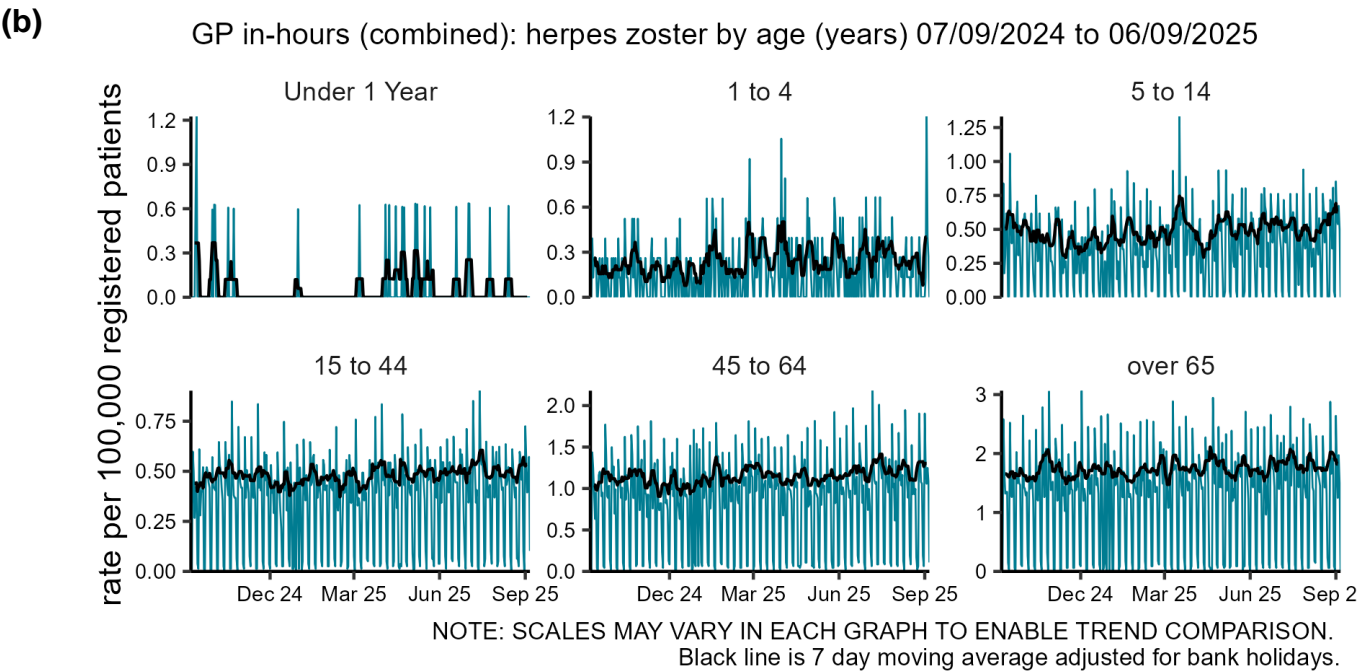 (b)
GP in-hours (combined): herpes zoster by age (years) 07/09/2024 to 06/09/2025
rate per 100,000 registered patients
Under 1 Year
1.2
0.9
0.6
0.3
0.0
1 to 4
1.2
0.9
0.6
0.3
0.0
5 to 14
1.25
1.00
0.75
0.50
0.25
0.00
15 to 44
0.75
0.50
0.25
0.00
Dec 24 Mar 25 Jun 25 Sep 25
45 to 64
2.0
1.5
1.0
0.5
0.0
Dec 24 Mar 25 Jun 25 Sep 25
over 65
3
2
1
0
Dec 24 Mar 25 Jun 25 Sep 2
NOTE: SCALES MAY VARY IN EACH GRAPH TO ENABLE TREND COMPARISON.
Black line is 7 day moving average adjusted for bank holidays.